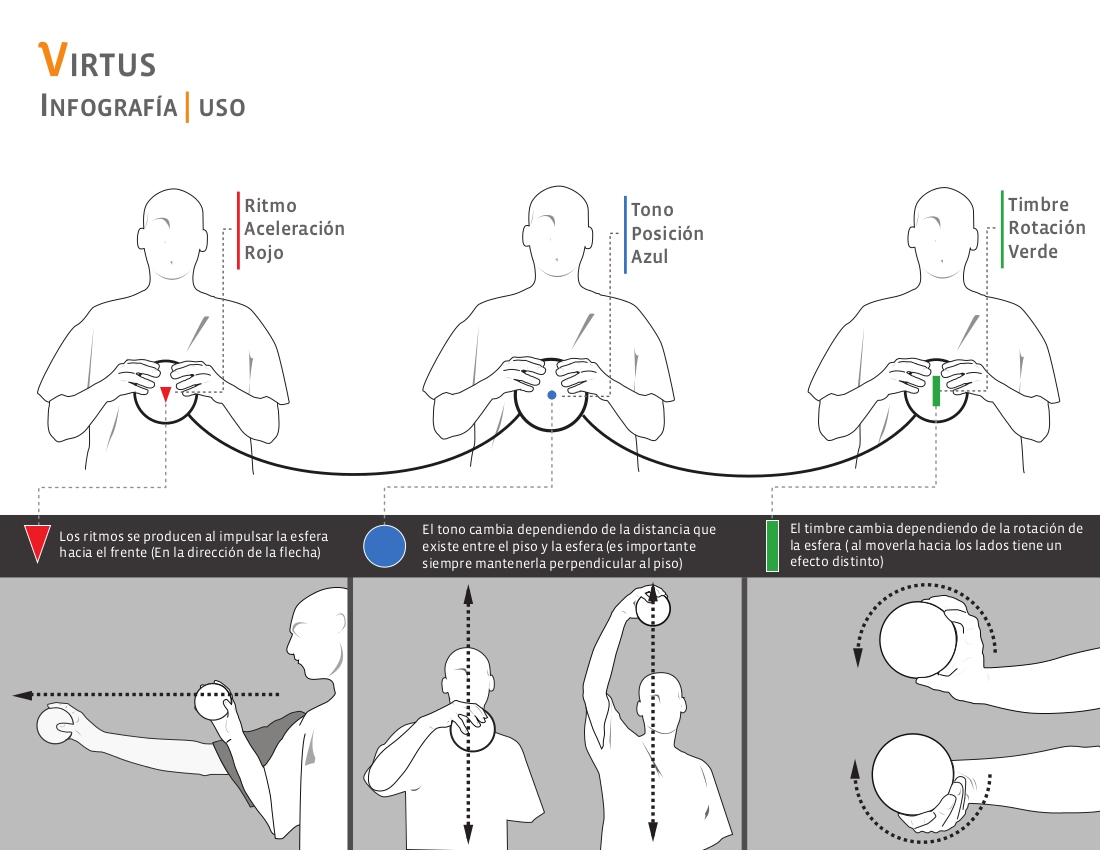 VIRTUS
INFOGRAFÍA | USO
Ritmo
Aceleración
Rojo
Tono
Posición
Azul
Timbre
Rotación
Verde
Los ritmos se producen al impulsar la esfera
hacia el frente (En la dirección de la flecha)
El tono cambia dependiendo de la distancia que
existe entre el piso y la esfera (es importante
siempre mantenerla perpendicular al piso)
El timbre cambia dependiendo de la rotación de
la esfera ( al moverla hacia los lados tiene un
efecto distinto)